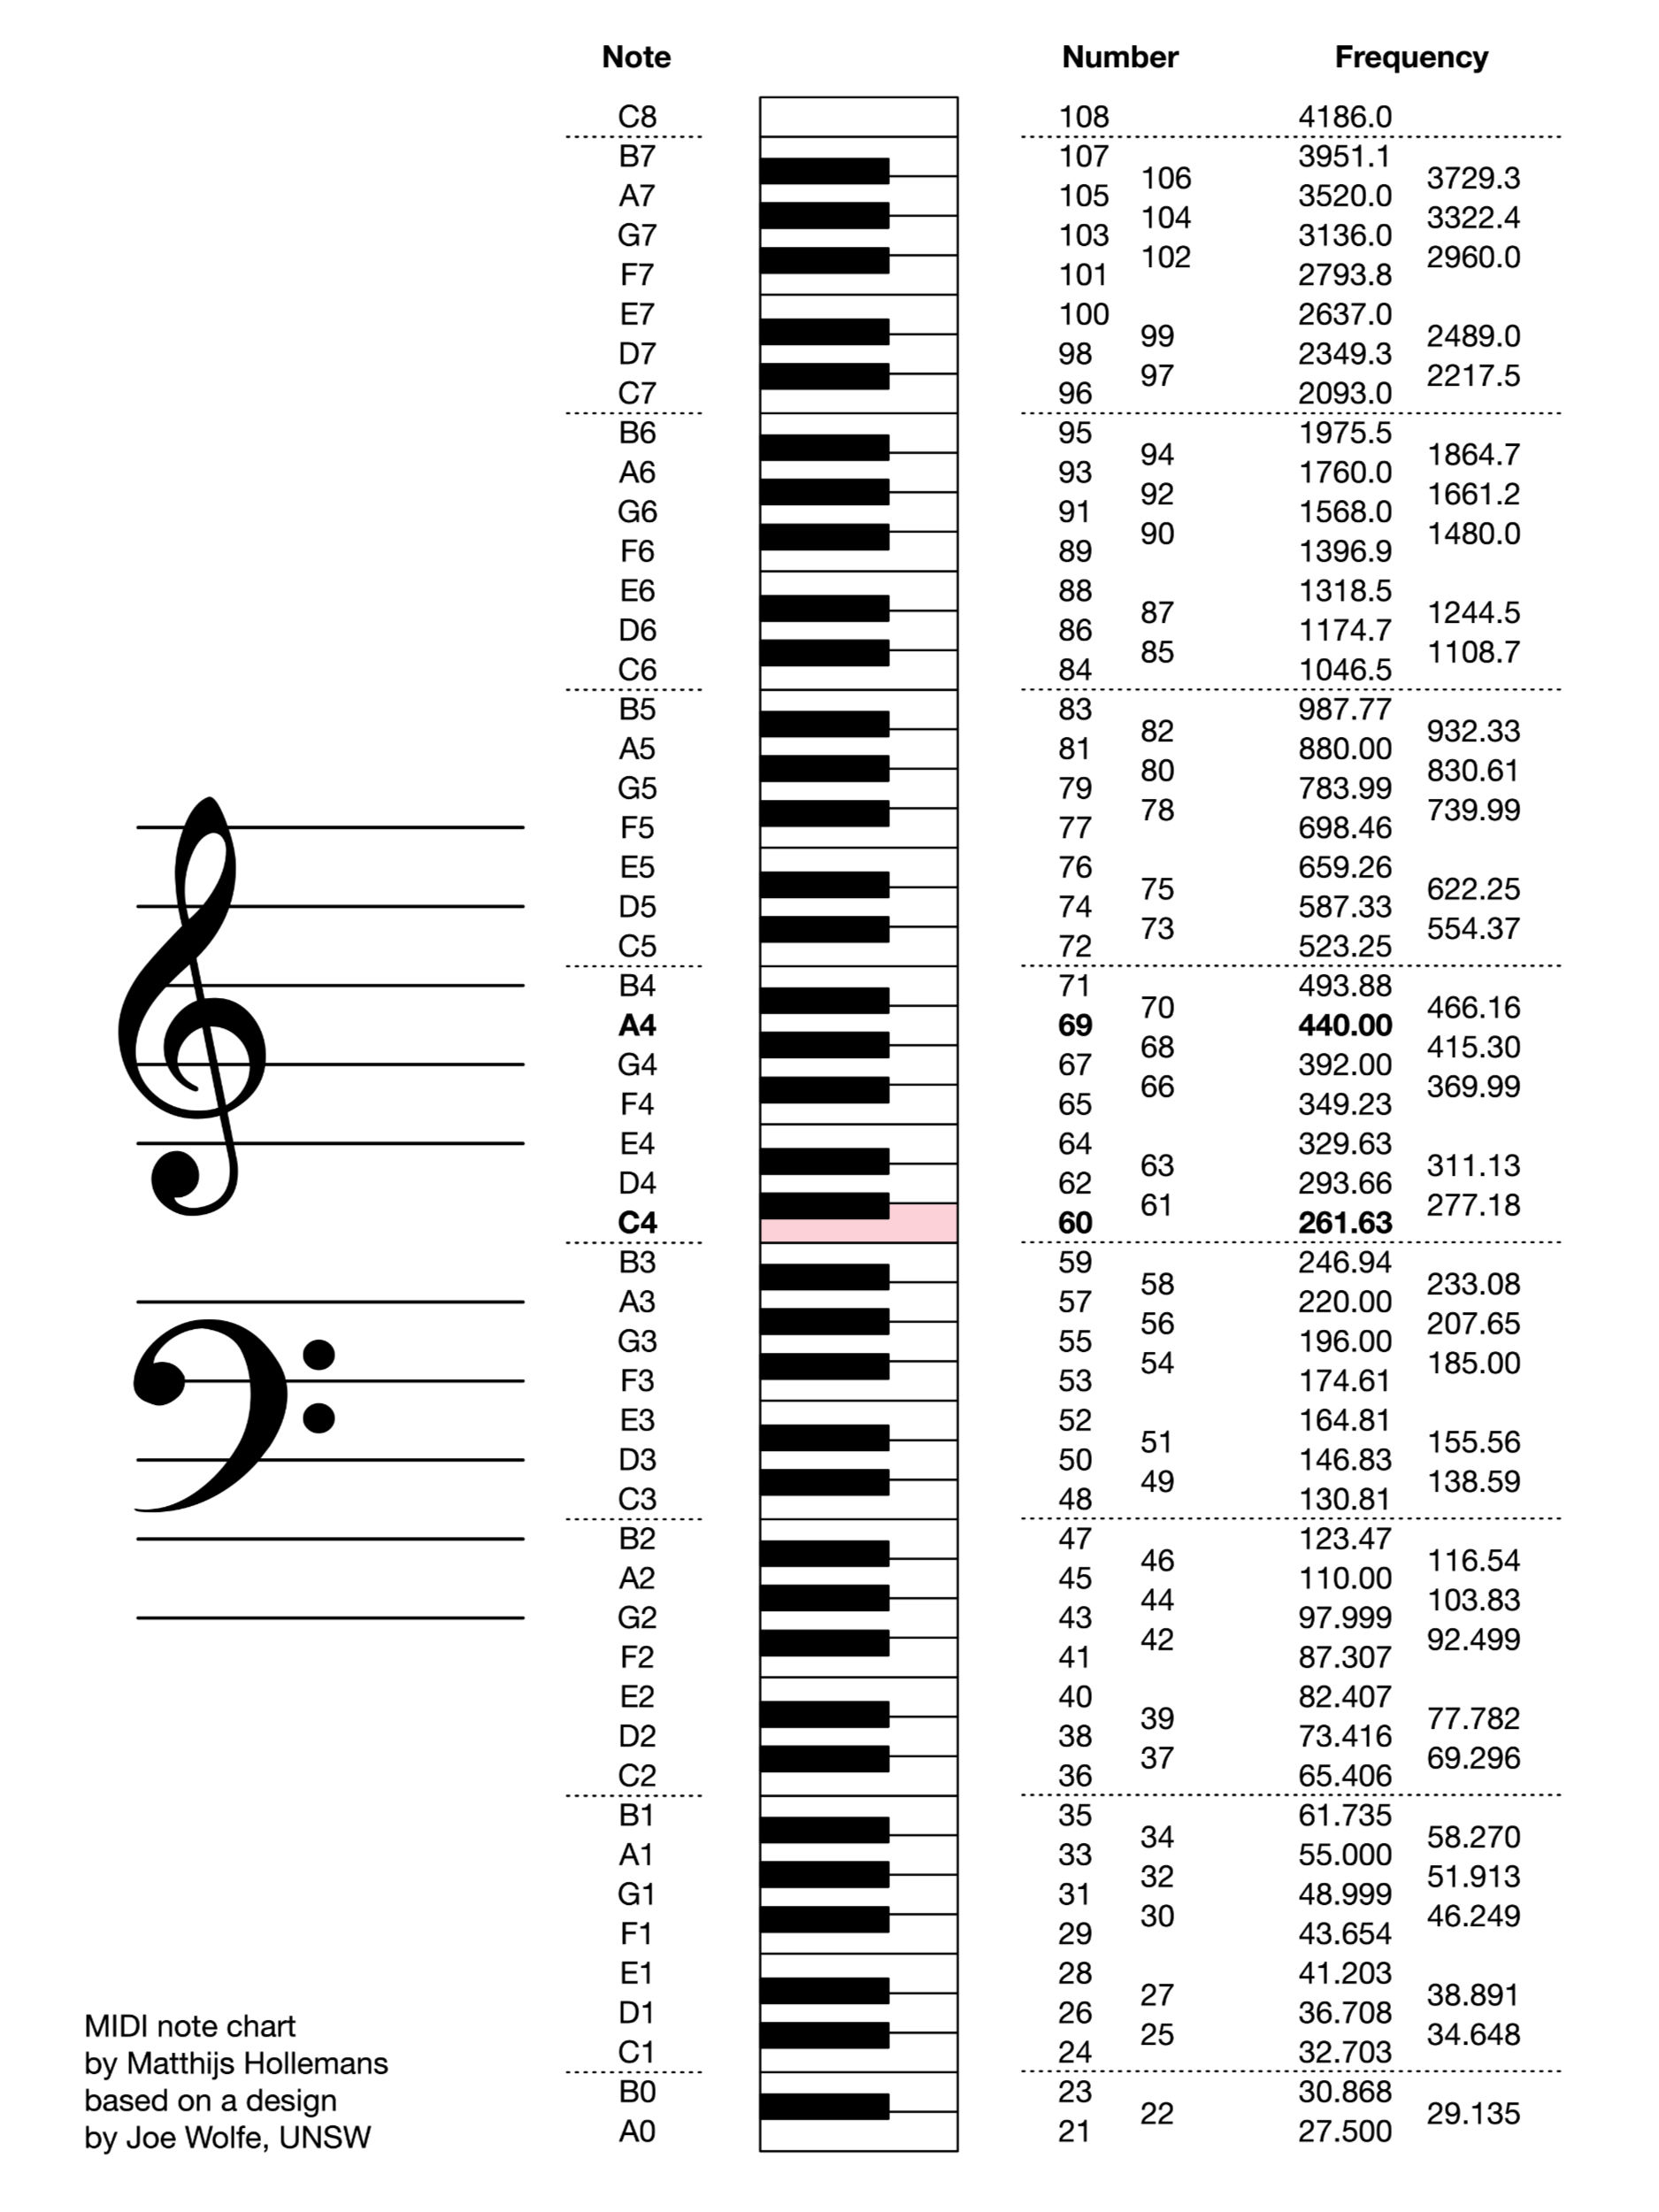 Note Number Frequency
C8 108 4186.0
B7 107 3951.1
106 3729.3
A7 105 3520.0
104 3322.4
G7 103 3136.0
102 2960.0
F7 101 2793.8
E7 100 2637.0
99 2489.0
D7 98 2349.3
97 2217.5
C7 96 2093.0
B6 95 1975.5
94 1864.7
A6 93 1760.0
92 1661.2
G6 91 1568.0
90 1480.0
F6 89 1396.9
E6 88 1318.5
87 1244.5
D6 86 1174.7
85 1108.7
C6 84 1046.5
B5 83 987.77
82 932.33
A5 81 880.00
80 830.61
G5 79 783.99
78 739.99
F5 77 698.46
E5 76 659.26
75 622.25
D5 74 587.33
73 554.37
C5 72 523.25
B4 71 493.88
70 466.16
A4 69 440.00
68 415.30
G4 67 392.00
66 369.99
F4 65 349.23
E4 64 329.63
63 311.13
D4 62 293.66
61 277.18
C4 60 261.63
B3 59 246.94
58 233.08
A3 57 220.00
56 207.65
G3 55 196.00
54 185.00
F3 53 174.61
E3 52 164.81
51 155.56
D3 50 146.83
49 138.59
C3 48 130.81
B2 47 123.47
46 116.54
A2 45 110.00
44 103.83
G2 43 97.999
42 92.499
F2 41 87.307
E2 40 82.407
39 77.782
D2 38 73.416
37 69.296
C2 36 65.406
B1 35 61.735
34 58.270
A1 33 55.000
32 51.913
G1 31 48.999
30 46.249
F1 29 43.654
E1 28 41.203
27 38.891
D1 26 36.708
25 34.648
C1 24 32.703
B0 23 30.868
22 29.135
A0 21 27.500
MIDI note chart
by Matthijs Hollemans
based on a design
by Joe Wolfe, UNSW